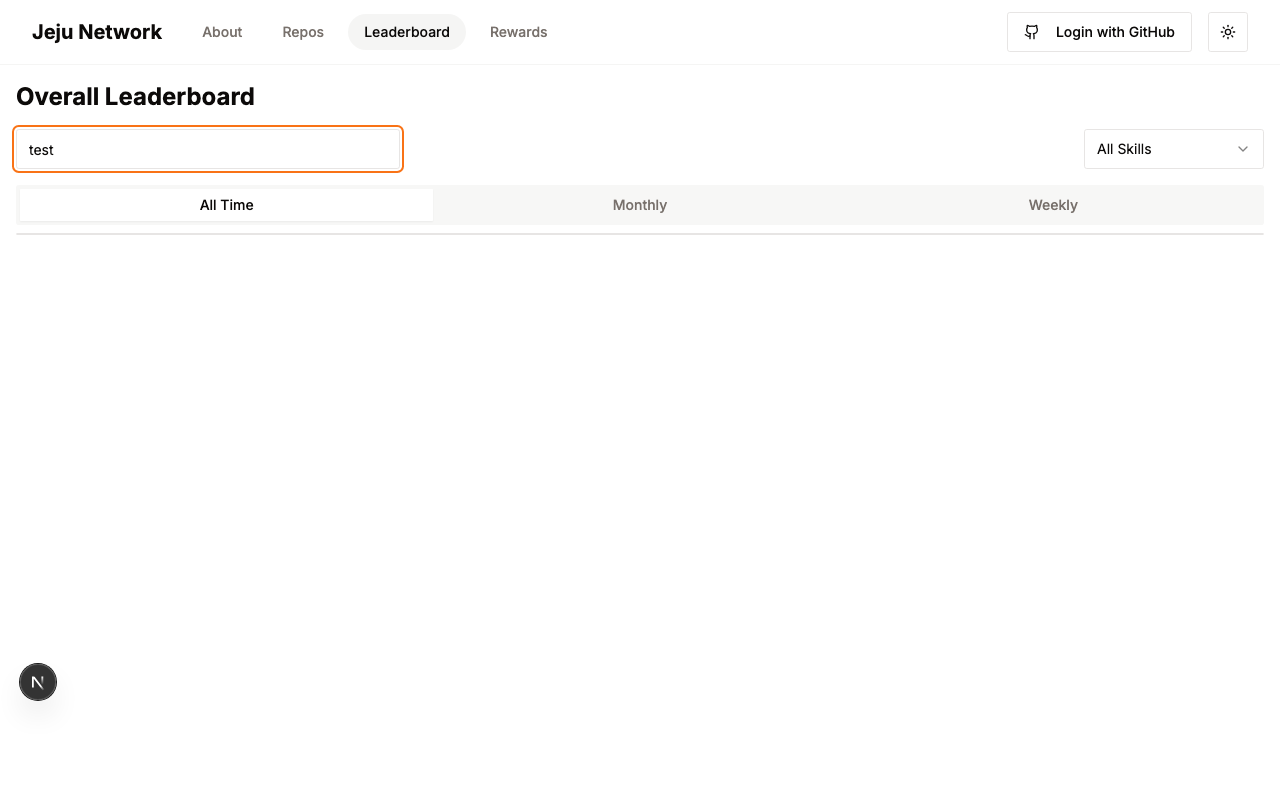 Jeju Network About Repos Leaderboard Rewards Login with GitHub
Overall Leaderboard
test All Skills
All Time Monthly Weekly
N